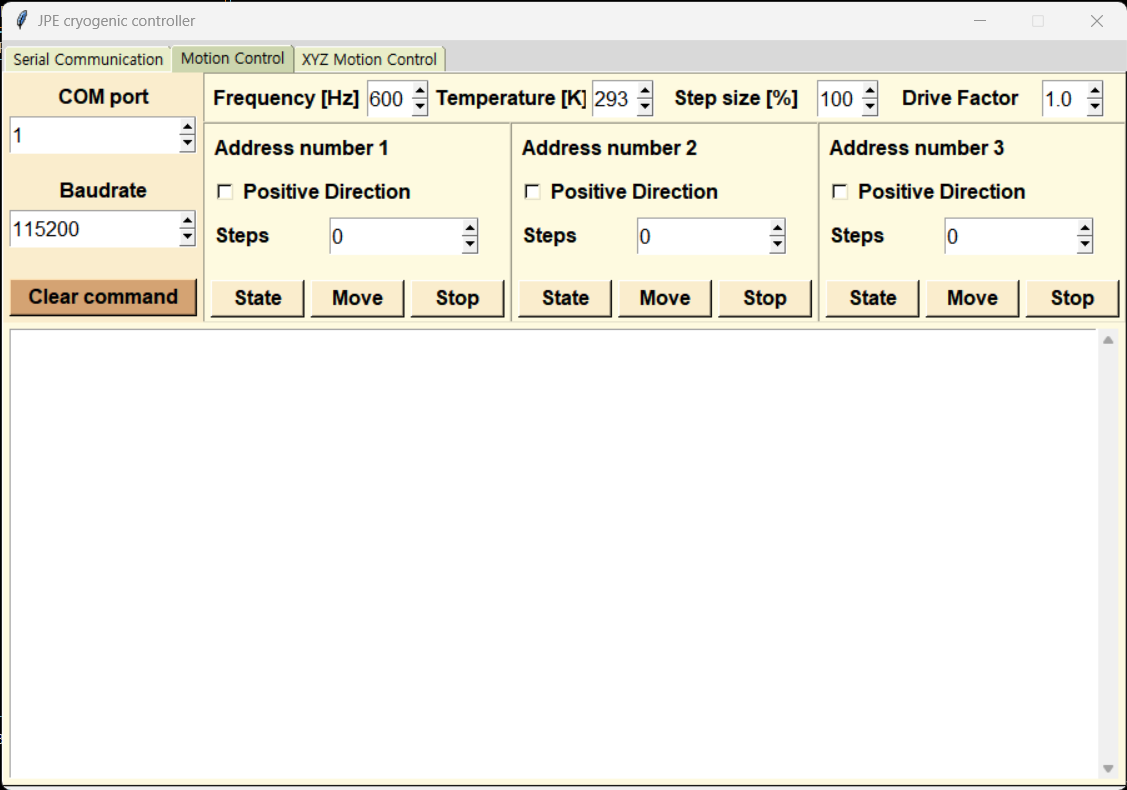 JPE cryogenic controller
Serial Communication Motion Control XYZ Motion Control
COM port
1
Baudrate
115200
Clear command
Frequency [Hz] 600 Temperature [K] 293 Step size [%] 100 Drive Factor 1.0
Address number 1
Positive Direction
Steps 0
State Move Stop
Address number 2
Positive Direction
Steps 0
State Move Stop
Address number 3
Positive Direction
Steps 0
State Move Stop